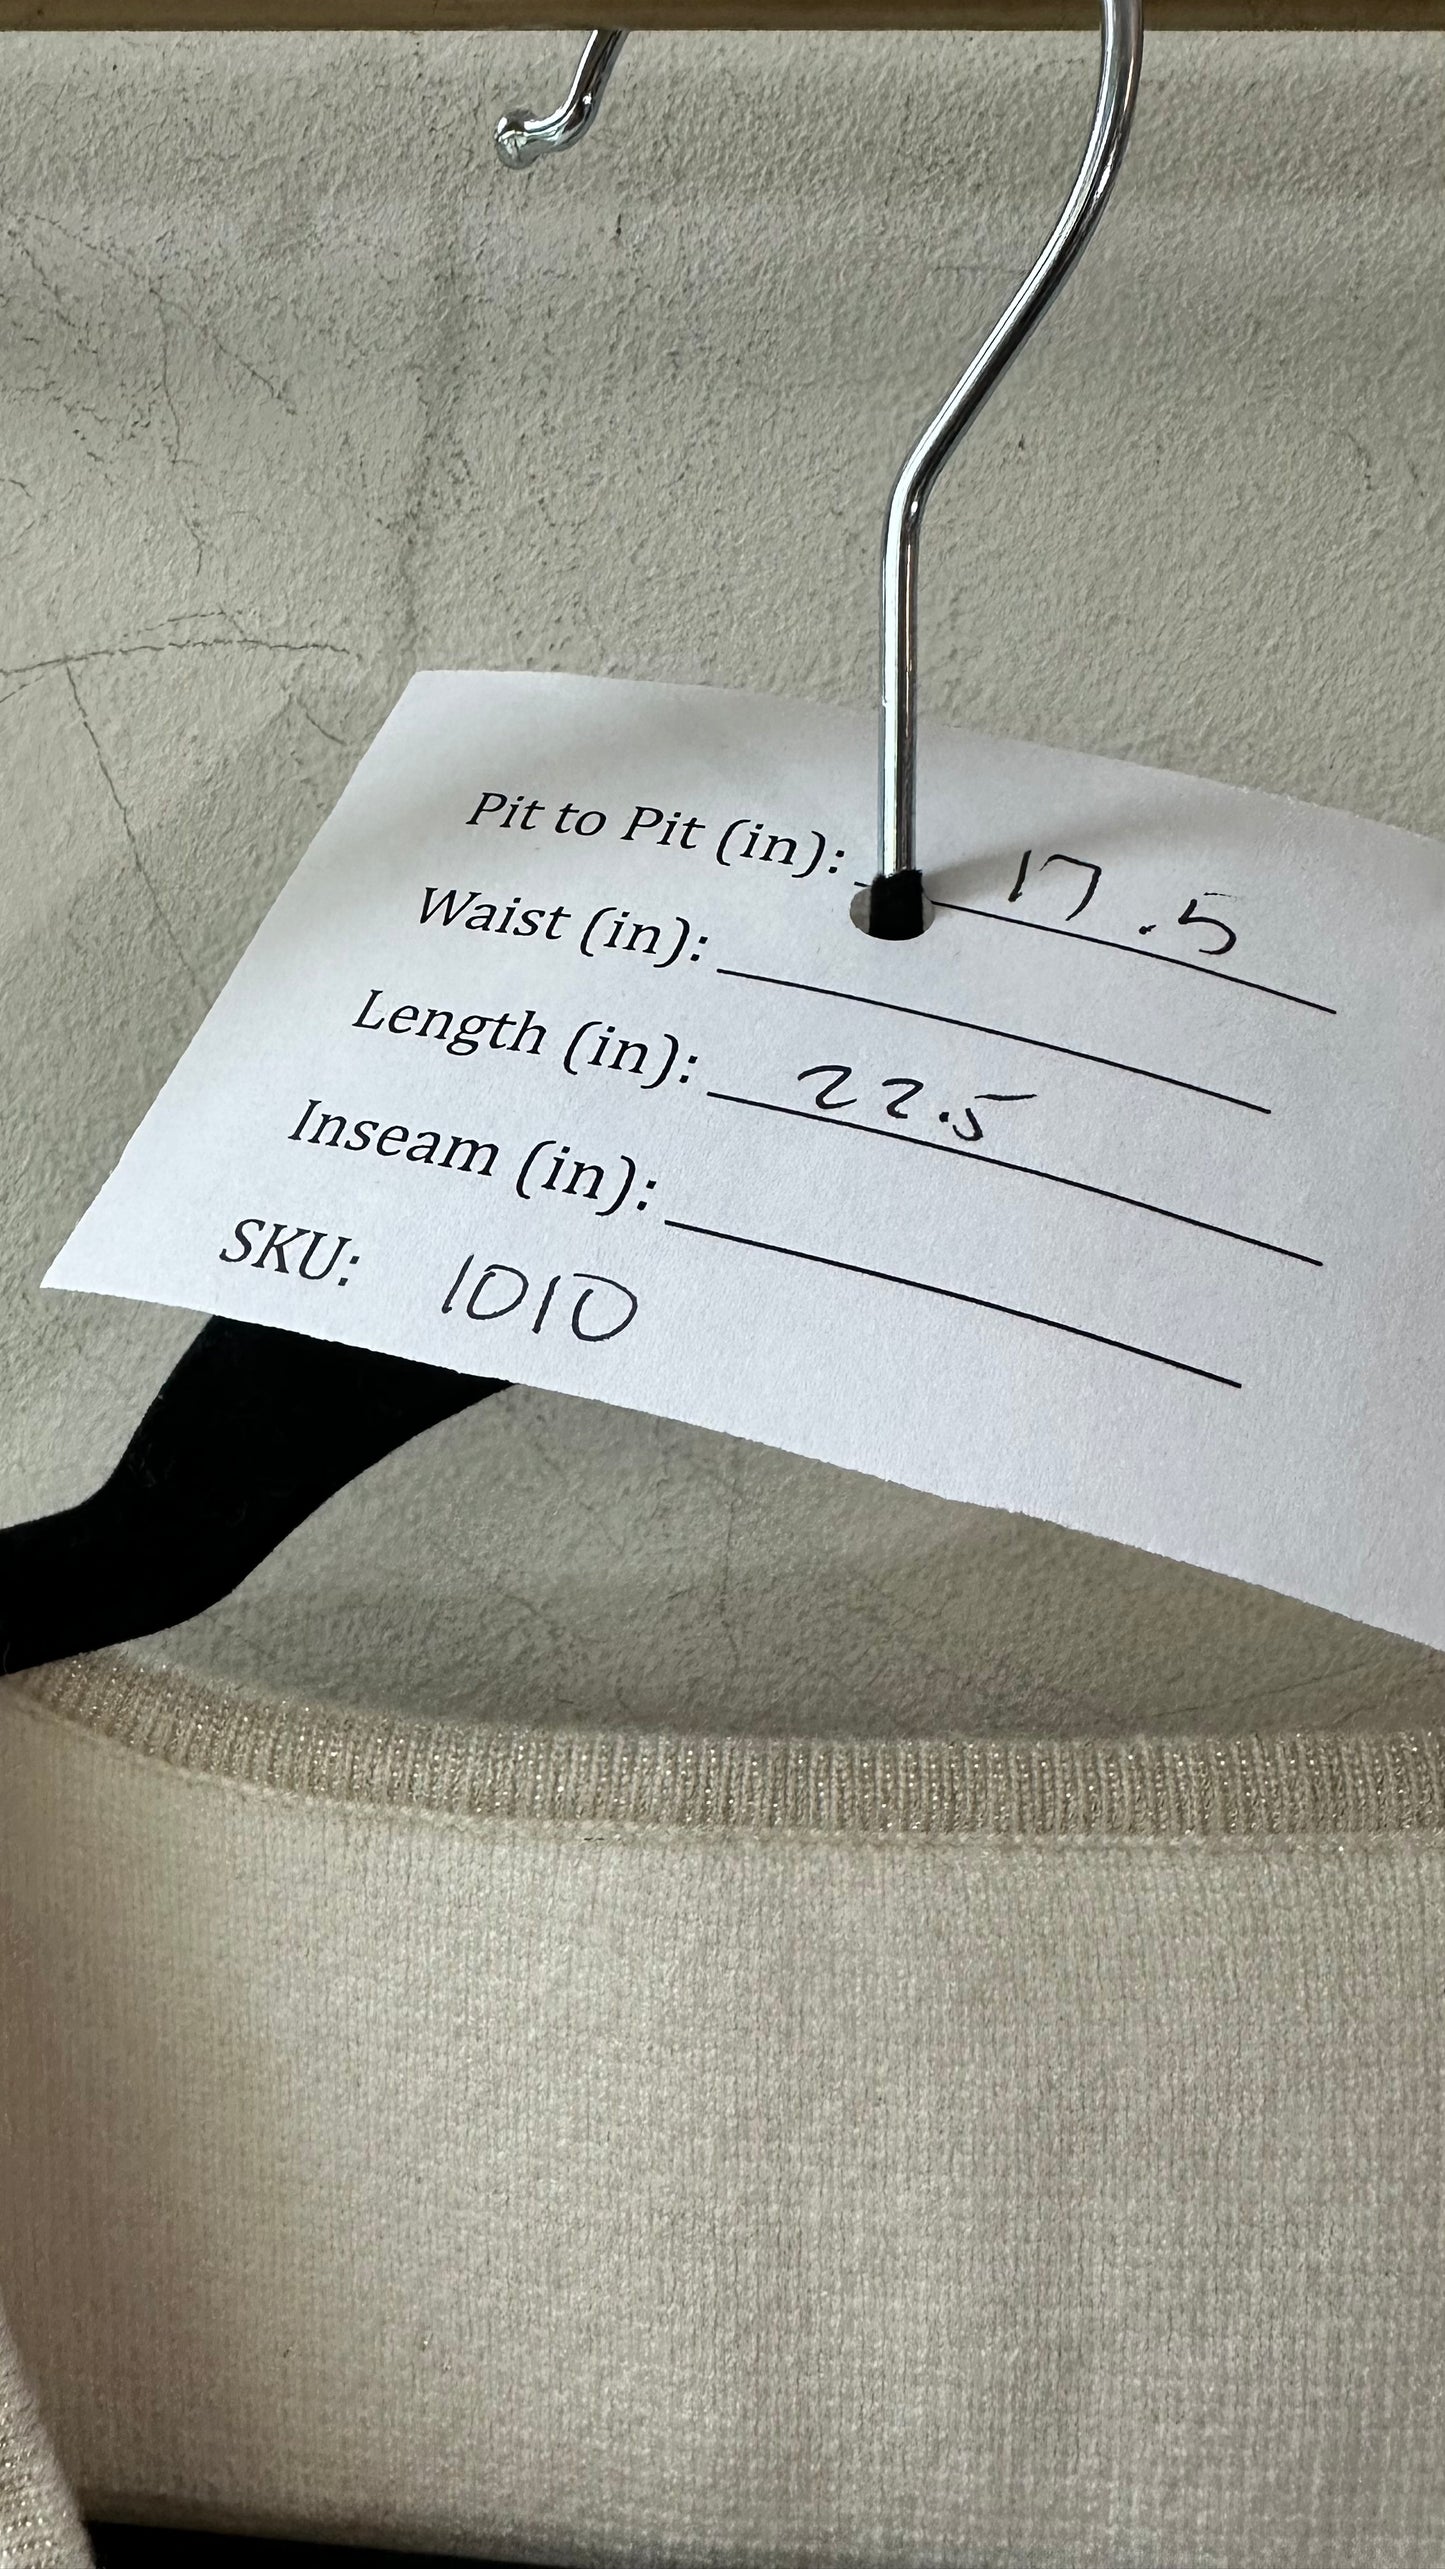 Pit to Pit (in): 17.5
Waist (in):
Length (in): 22.5
Inseam (in):
SKU: 1010